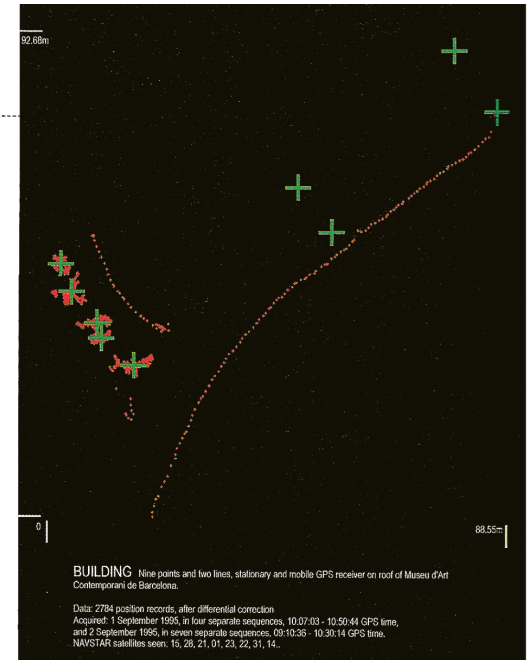 92.68m
0
88.55m
BUILDING Nine points and two lines, stationary and mobile GPS receiver on roof of Museu d'Art
Contemporani de Barcelona.
Data: 2784 position records, after differential correction
Acquired: 1 September 1995, in four separate sequences, 10:07:03 - 10:50:44 GPS time,
and 2 September 1995, in seven separate sequences, 09:10:36 - 10:30:14 GPS time.
NAVSTAR satellites seen: 15, 28, 21, 01, 23, 22, 31, 14..